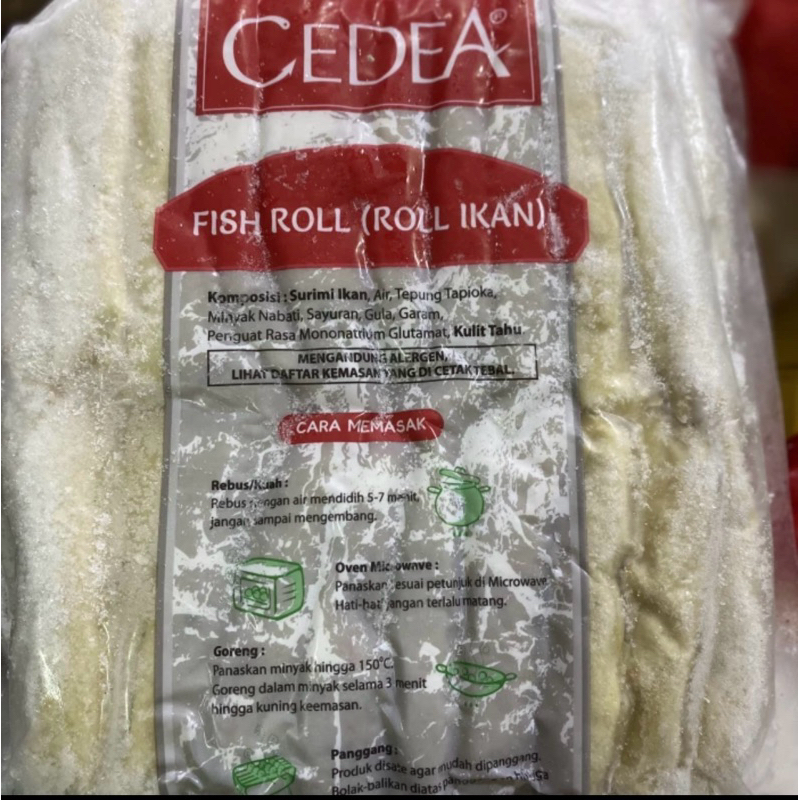 CEDEA®
FISH ROLL (ROLL IKAN)
Komposisi : Surimi Ikan, Air, Tepung Tapioka,
Minyak Nabati, Sayuran, Gula, Garam,
Penguat Rasa Mononatrium Glutamat, Kulit Tahu
MENGANDUNG ALERGEN,
LIHAT DAFTAR KEMASAN YANG DI CETAK TEBAL.
CARA MEMASAK
Rebus/Kuah :
Rebus dengan air mendidih 5-7 menit,
jangan sampai mengembang.
Oven Microwave :
Panaskan sesuai petunjuk di Microwave
Hati-hati jangan terlalu matang.
Goreng :
Panaskan minyak hingga 150°C.
Goreng dalam minyak selama 3 menit
hingga kuning keemasan.
Panggang :
Produk disate agar mudah dipanggang.
Bolak-balikan diatas